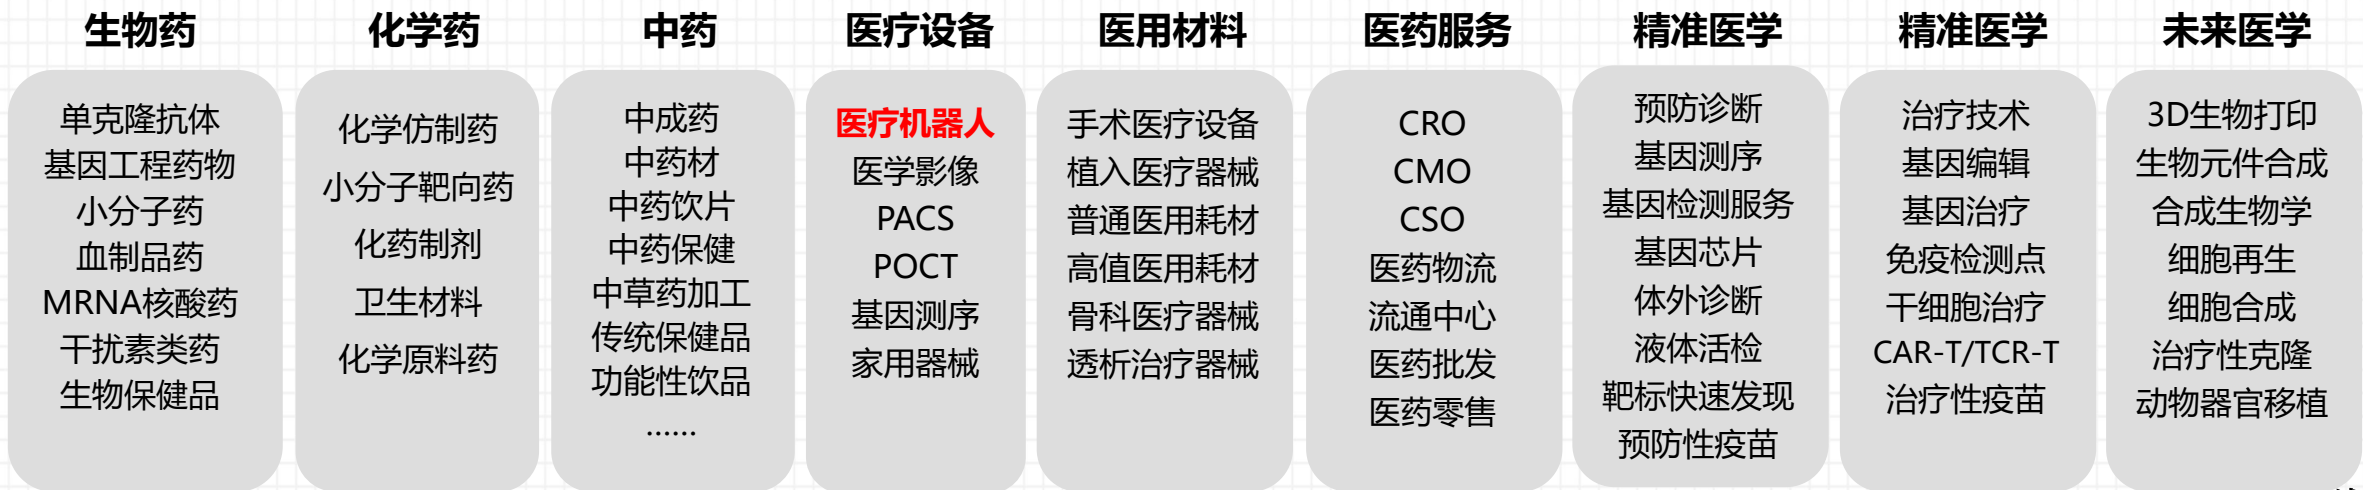 生物药
单克隆抗体
基因工程药物
小分子药
血制品药
MRNA核酸药
干扰素类药
生物保健品
化学药
化学仿制药
小分子靶向药
化药制剂
卫生材料
化学原料药
中药
中成药
中药材
中药饮片
中药保健
中草药加工
传统保健品
功能性饮品
......
医疗设备
医疗机器人
医学影像
PACS
POCT
基因测序
家用器械
医用材料
手术医疗设备
植入医疗器械
普通医用耗材
高值医用耗材
骨科医疗器械
透析治疗器械
医药服务
CRO
CMO
CSO
医药物流
流通中心
医药批发
医药零售
精准医学
预防诊断
基因测序
基因检测服务
基因芯片
体外诊断
液体活检
靶标快速发现
预防性疫苗
精准医学
治疗技术
基因编辑
基因治疗
免疫检测点
干细胞治疗
CAR-T/TCR-T
治疗性疫苗
未来医学
3D生物打印
生物元件合成
合成生物学
细胞再生
细胞合成
治疗性克隆
动物器官移植